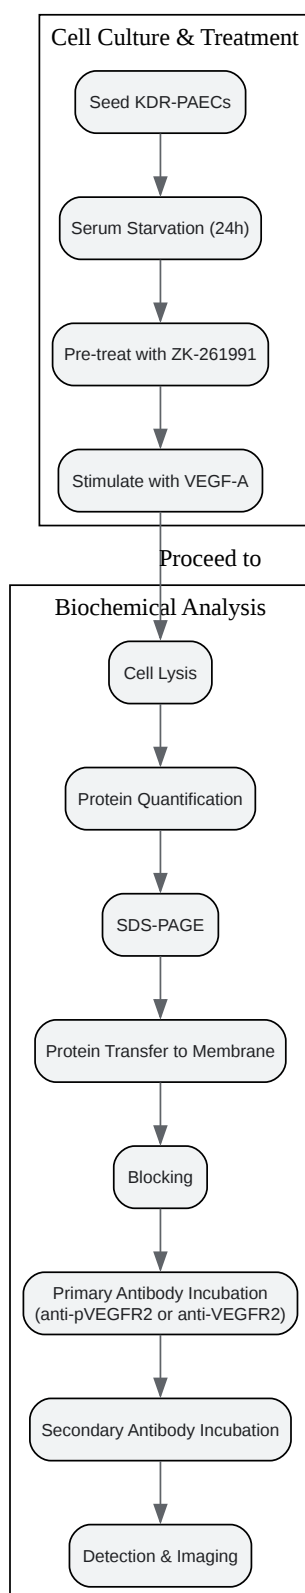 Cell Culture & Treatment
Seed KDR-PAECs
Serum Starvation (24h)
Pre-treat with ZK-261991
Stimulate with VEGF-A
Proceed to
Biochemical Analysis
Cell Lysis
Protein Quantification
SDS-PAGE
Protein Transfer to Membrane
Blocking
Primary Antibody Incubation
(anti-pVEGFR2 or anti-VEGFR2)
Secondary Antibody Incubation
Detection & Imaging